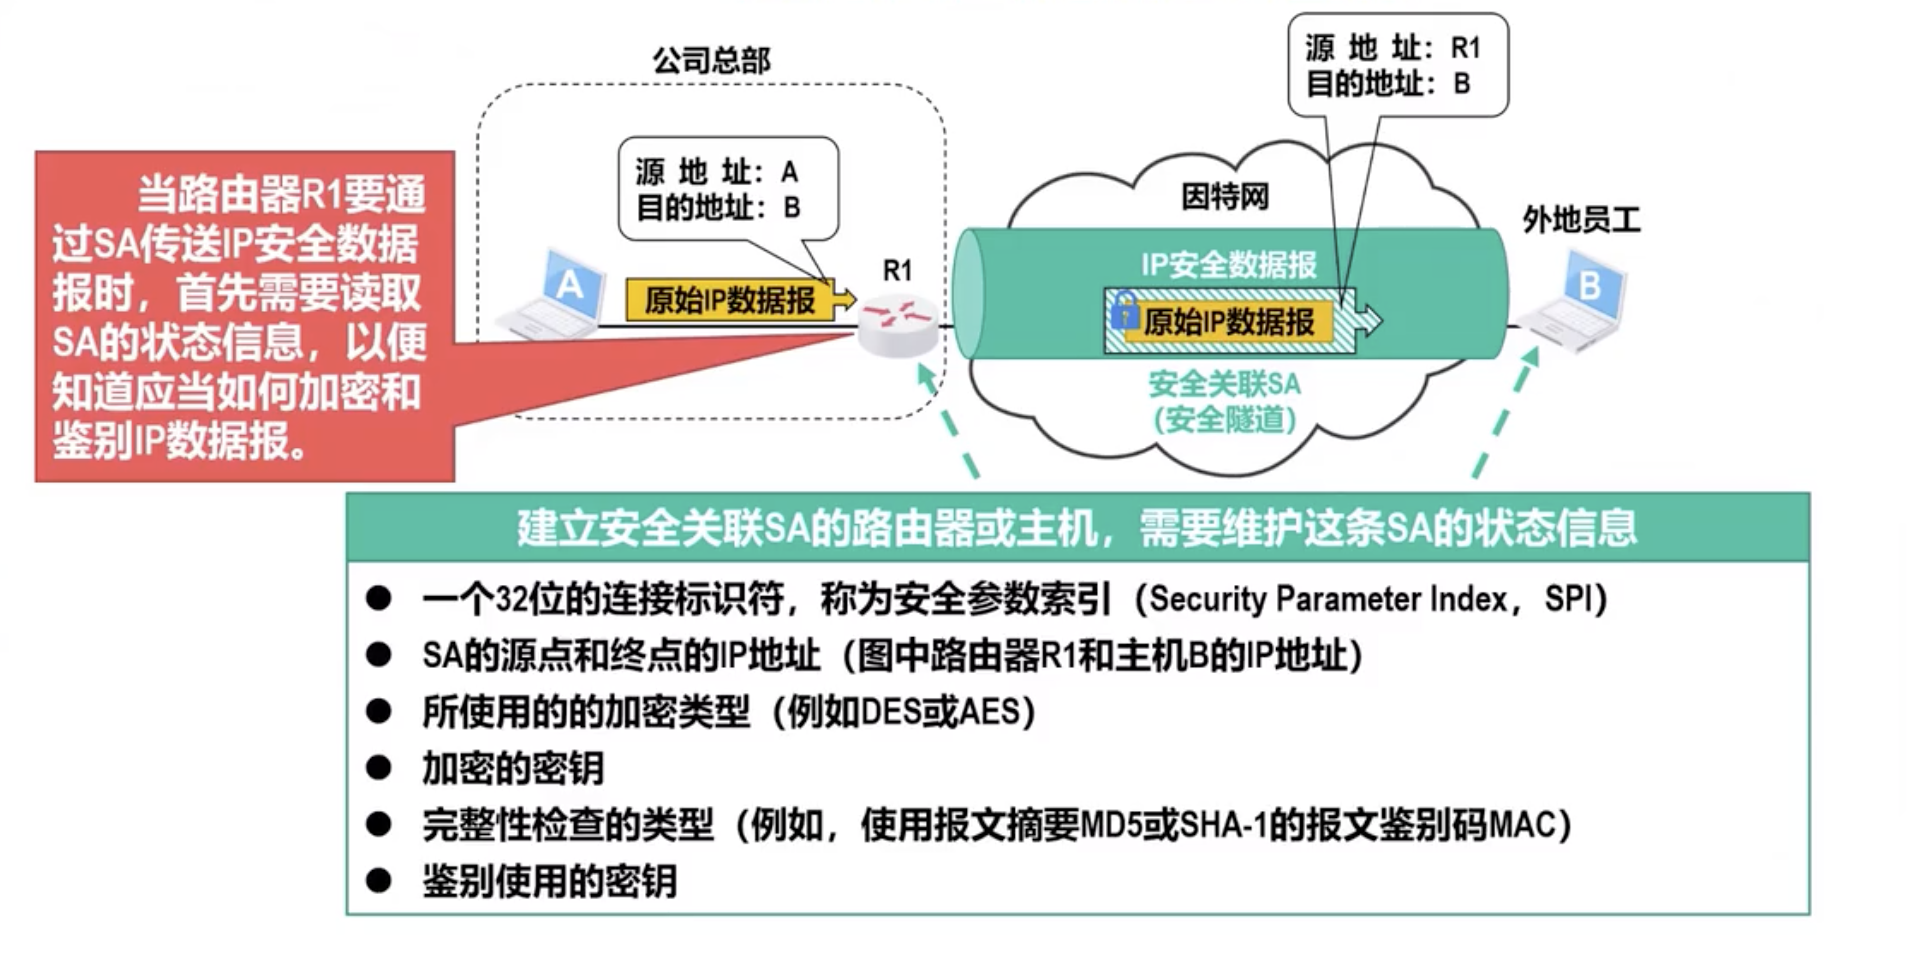 公司总部
源 地 址：R1
目的地址：B
当路由器R1要通
过SA传送IP安全数据
报时，首先需要读取
SA的状态信息，以便
知道应当如何加密和
鉴别IP数据报。
源 地 址：A
目的地址：B
因特网
外地员工
A
原始IP数据报
R1
IP安全数据报
原始IP数据报
B
安全关联SA
（安全隧道）
建立安全关联SA的路由器或主机，需要维护这条SA的状态信息
● 一个32位的连接标识符，称为安全参数索引（Security Parameter Index，SPI）
● SA的源点和终点的IP地址（图中路由器R1和主机B的IP地址）
● 所使用的的加密类型（例如DES或AES）
● 加密的密钥
● 完整性检查的类型（例如，使用报文摘要MD5或SHA-1的报文鉴别码MAC）
● 鉴别使用的密钥